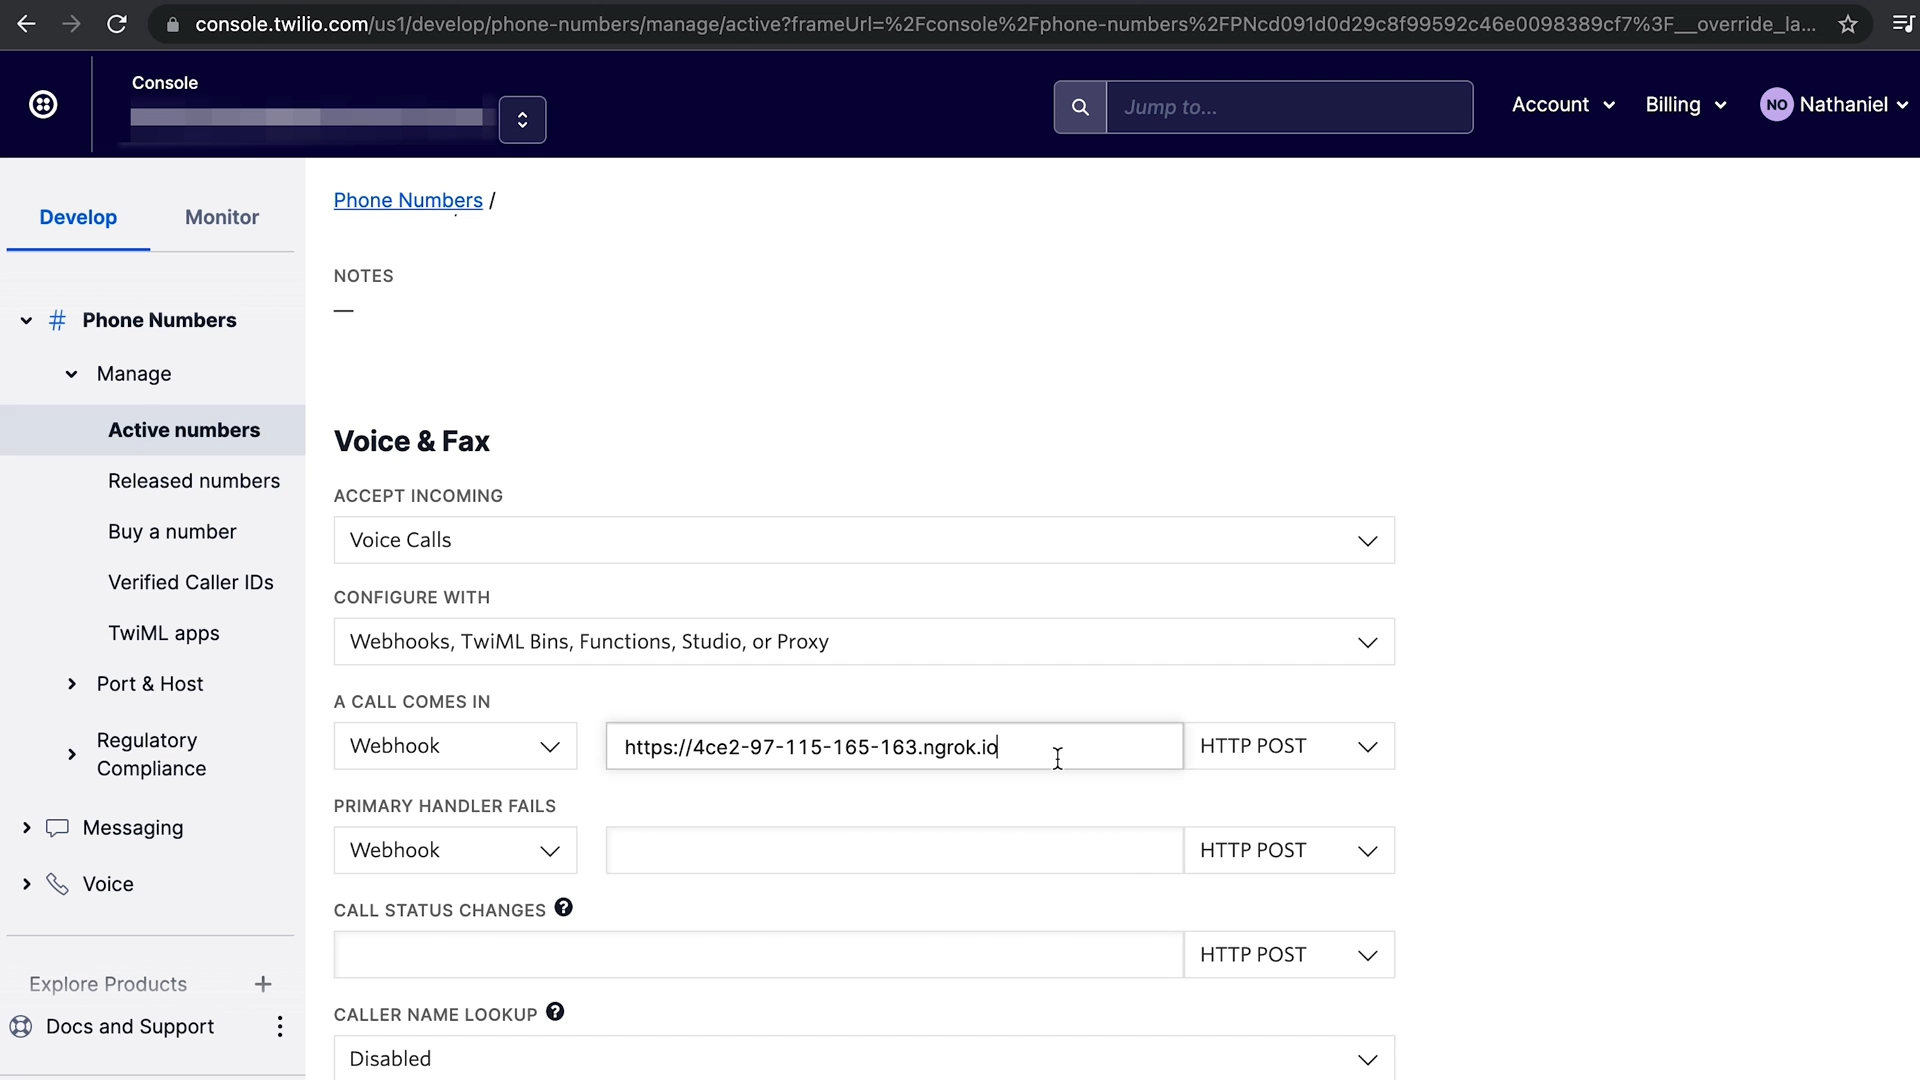 console.twilio.com/us1/develop/phone-numbers/manage/active?frameUrl=%2Fconsole%2Fphone-numbers%2FPNcd091d0d29c8f99592c46e0098389cf7%3F__override_la...
Console
Jump to...
Account
Billing
NO
Nathaniel
Develop
Monitor
Phone Numbers
Manage
Active numbers
Released numbers
Buy a number
Verified Caller IDs
TwiML apps
Port & Host
Regulatory
Compliance
Messaging
Voice
Explore Products +
Docs and Support
Phone Numbers /
NOTES
—
Voice & Fax
ACCEPT INCOMING
Voice Calls
CONFIGURE WITH
Webhooks, TwiML Bins, Functions, Studio, or Proxy
A CALL COMES IN
Webhook
https://4ce2-97-115-165-163.ngrok.io
HTTP POST
PRIMARY HANDLER FAILS
Webhook
HTTP POST
CALL STATUS CHANGES ?
HTTP POST
CALLER NAME LOOKUP ?
Disabled